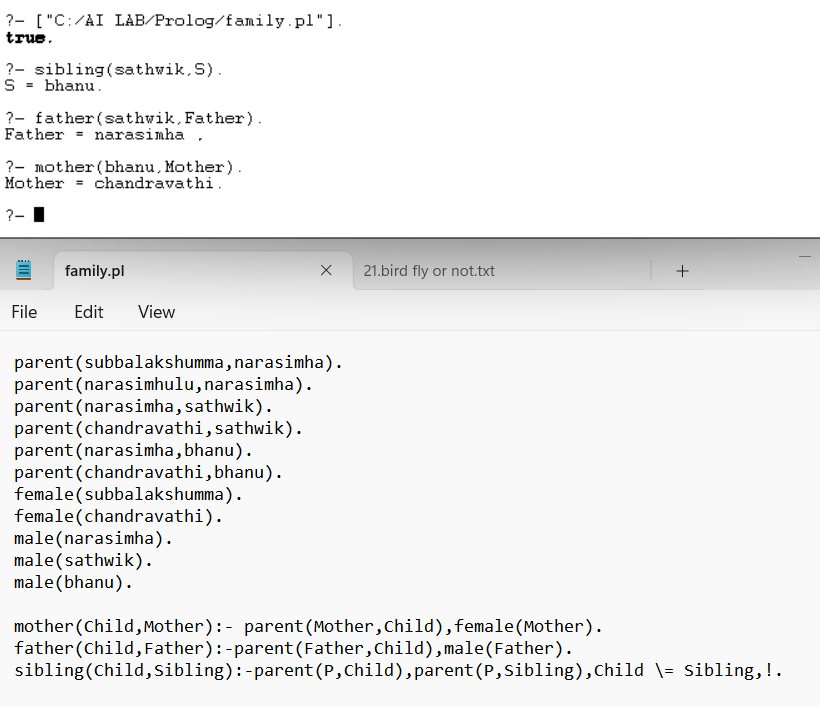 ?- ["C:/AI LAB/Prolog/family.pl"].
true.
?- sibling(sathwik,S).
S = bhanu.
?- father(sathwik,Father).
Father = narasimha .
?- mother(bhanu,Mother).
Mother = chandravathi.
?-
family.pl
21.bird fly or not.txt
File Edit View
parent(subbalakshumma,narasimha).
parent(narasimhulu,narasimha).
parent(narasimha,sathwik).
parent(chandravathi,sathwik).
parent(narasimha,bhanu).
parent(chandravathi,bhanu).
female(subbalakshumma).
female(chandravathi).
male(narasimha).
male(sathwik).
male(bhanu).
mother(Child,Mother):- parent(Mother,Child),female(Mother).
father(Child,Father):-parent(Father,Child),male(Father).
sibling(Child,Sibling):-parent(P,Child),parent(P,Sibling),Child \= Sibling,!.